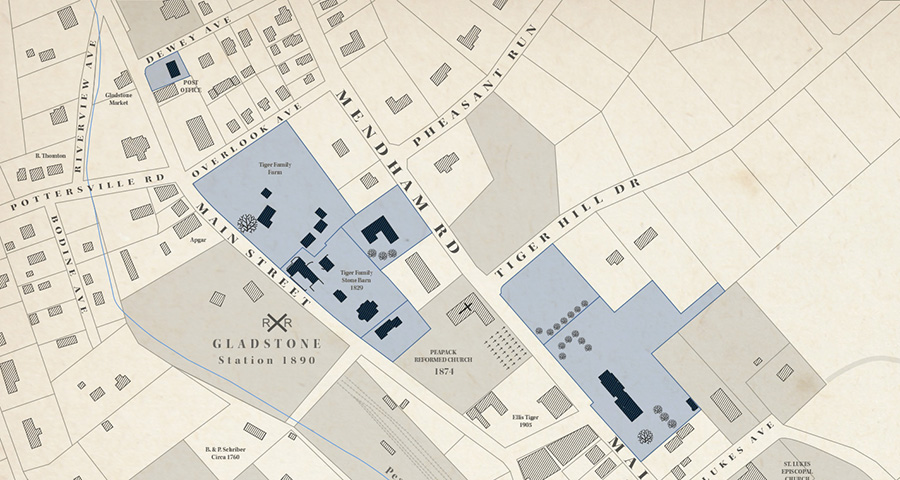 DEWEY AVE
POST
OFFICE
Gladstone
Market
RIVERVIEW AVE
MENDHAM RD
PHEASANT RUN
OVERLOOK AVE
B. Thomton
Tiger Family
Farm
POTTERSVILLE RD
TIGER HILL DR
BODINE AVE
Apgar
MAIN STREET
Tiger Family
Stone Barn
1829
R R
GLADSTONE
Station 1890
PEAPACK
REFORMED CHURCH
1874
Ellis Tiger
1905
B. & P. Schriber
Circa 1760
MAI
LUKES AVE
ST. LUKES
EPISCOPAL
CHURCH
Pe